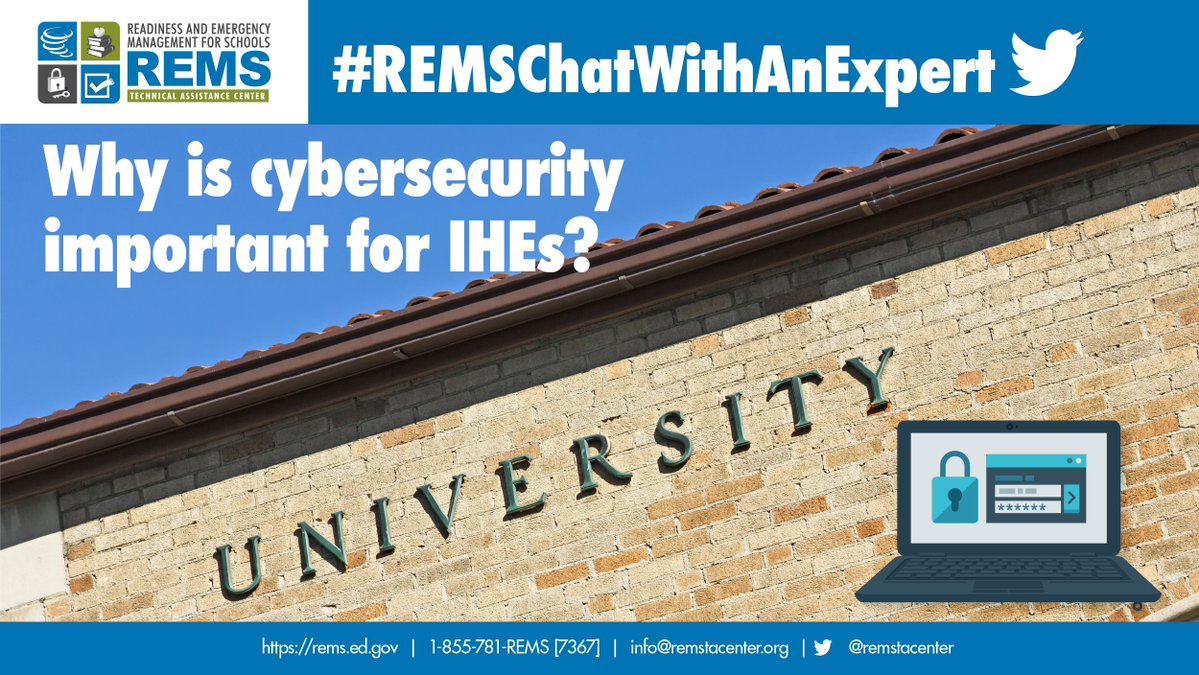 READINESS AND EMERGENCY
MANAGEMENT FOR SCHOOLS
REMS
TECHNICAL ASSISTANCE CENTER
#REMSChatWithAnExpert
Why is cybersecurity
important for IHEs?
UNIVERSITY
******
https://rems.ed.gov | 1-855-781-REMS [7367] | info@remstacenter.org | @remstacenter